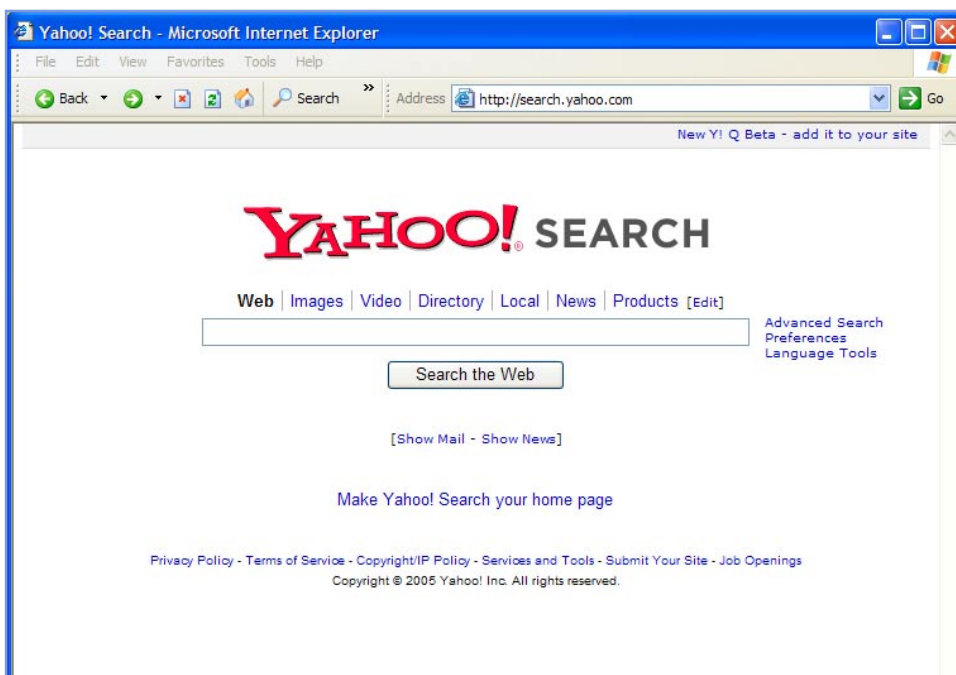 Yahoo! Search - Microsoft Internet Explorer
File Edit View Favorites Tools Help
Back Search » Address http://search.yahoo.com Go
New Y! Q Beta - add it to your site
YAHOO!® SEARCH
Web | Images | Video | Directory | Local | News | Products [Edit]
Advanced Search
Preferences
Language Tools
Search the Web
[Show Mail - Show News]
Make Yahoo! Search your home page
Privacy Policy - Terms of Service - Copyright/IP Policy - Services and Tools - Submit Your Site - Job Openings
Copyright © 2005 Yahoo! Inc. All rights reserved.